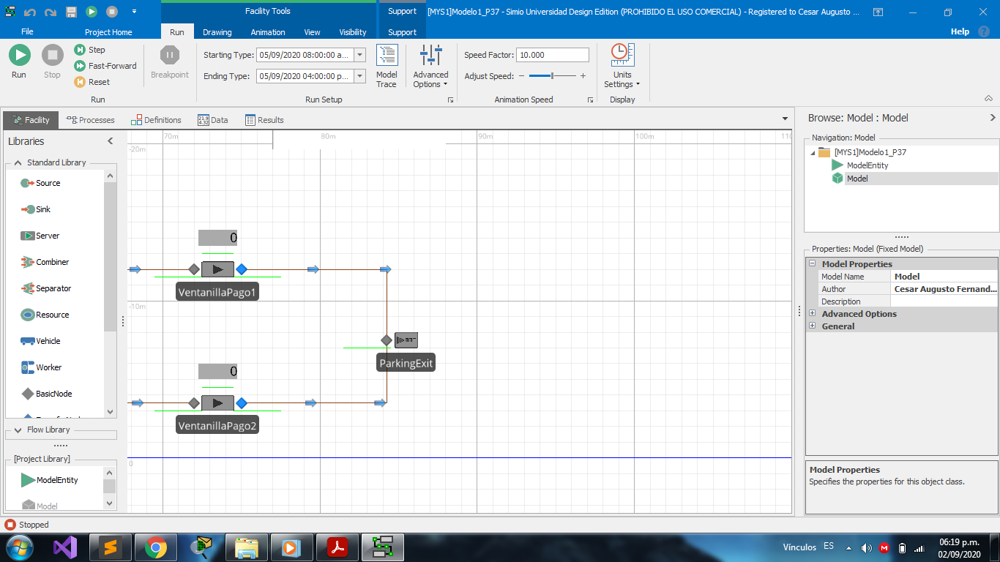 Facility Tools
Support
[MYS1]Modelo1_P37 - Simio Universidad Design Edition (PROHIBIDO EL USO COMERCIAL) - Registered to Cesar Augusto ...
File
Project Home
Run
Drawing
Animation
View
Visibility
Support
Help
Run
Stop
Step
Fast-Forward
Reset
Breakpoint
Starting Type: 05/09/2020 08:00:00 a...
Ending Type: 05/09/2020 04:00:00 p...
Model Trace
Advanced Options
Speed Factor: 10.000
Adjust Speed: − +
Units Settings
Run
Run Setup
Animation Speed
Display
Facility
Processes
Definitions
21.9 4.32 Data
Results
Browse: Model : Model
Libraries
Standard Library
Source
Sink
Server
Combiner
Separator
Resource
Vehicle
Worker
BasicNode
Flow Library
[Project Library]
ModelEntity
Model
70m
80m
90m
100m
-20m
-10m
0
0
VentanillaPago1
ParkingExit
0
VentanillaPago2
Navigation: Model
[MYS1]Modelo1_P37
ModelEntity
Model
Properties: Model (Fixed Model)
Model Properties
Model Name Model
Author Cesar Augusto Fernand...
Description
Advanced Options
General
Model Properties
Specifies the properties for this object class.
Stopped
Vínculos
ES
06:19 p.m.
02/09/2020